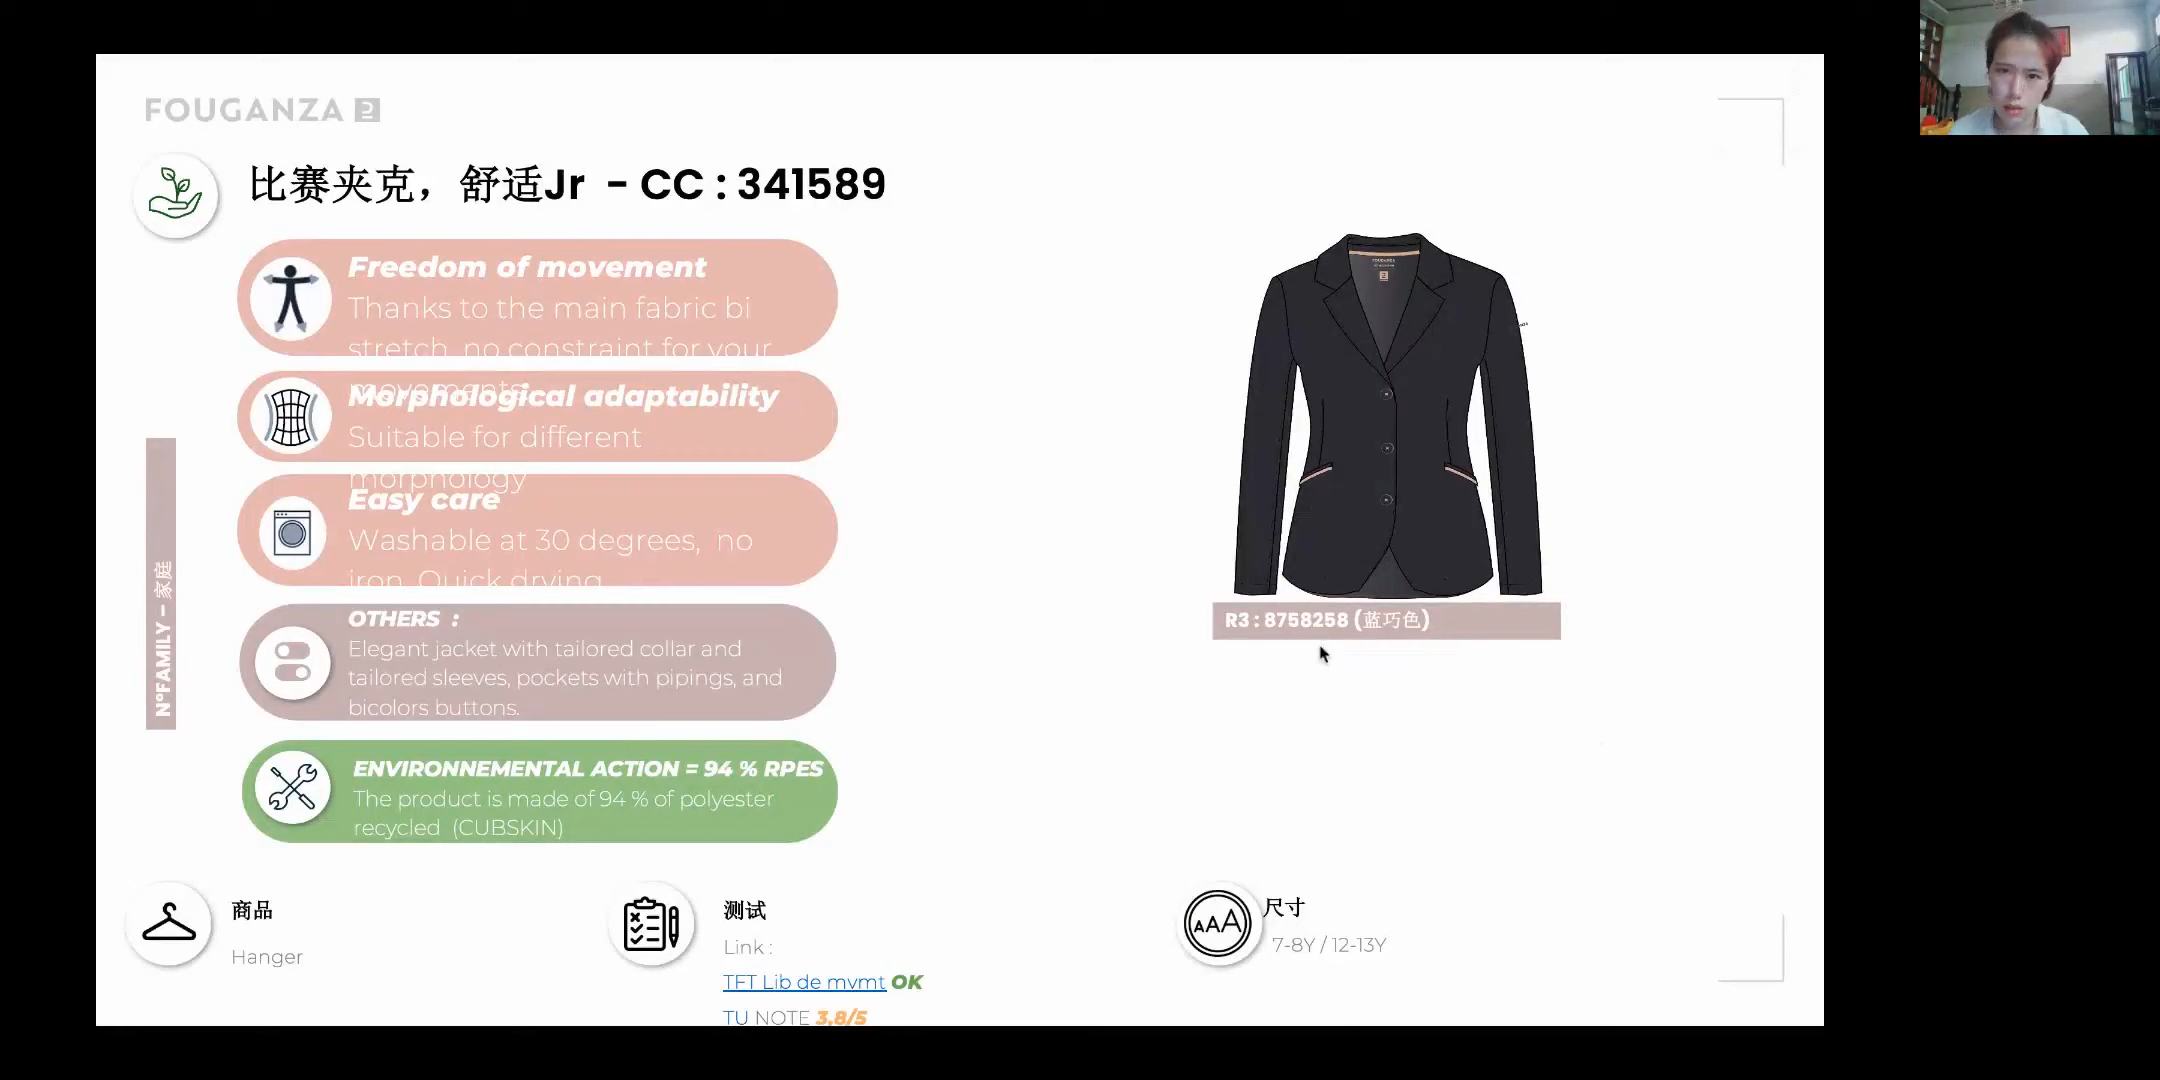 FOUGANZA
比赛夹克，舒适Jr - CC : 341589
Freedom of movement
Thanks to the main fabric bi
stretch, no constraint for your
movements
Morphological adaptability
Suitable for different
morphology
Easy care
Washable at 30 degrees, no
iron. Quick drying
OTHERS :
Elegant jacket with tailored collar and
tailored sleeves, pockets with pipings, and
bicolors buttons.
ENVIRONNEMENTAL ACTION = 94 % RPES
The product is made of 94 % of polyester
recycled (CUBSKIN)
N°FAMILY - 家庭
FOUGANZA
R3 : 8758258 (蓝巧色)
商品
Hanger
测试
Link :
TFT Lib de mvmt OK
TU NOTE 3,8/5
AAA
尺寸
7-8Y / 12-13Y